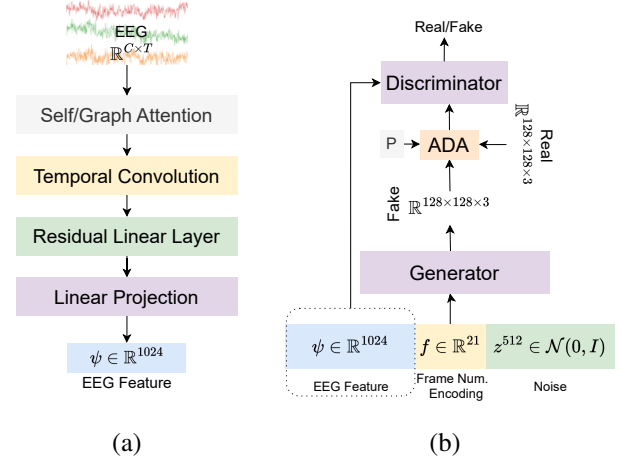 EEG
ℝ^{C×T}
Self/Graph Attention
Temporal Convolution
Residual Linear Layer
Linear Projection
ψ ∈ ℝ^{1024}
EEG Feature
(a)
Real/Fake
Discriminator
P
ADA
Real
ℝ^{128×128×3}
Fake
ℝ^{128×128×3}
Generator
ψ ∈ ℝ^{1024}
f ∈ ℝ^{21}
z^{512} ∈ 𝒩(0, I)
EEG Feature
Frame Num.
Encoding
Noise
(b)